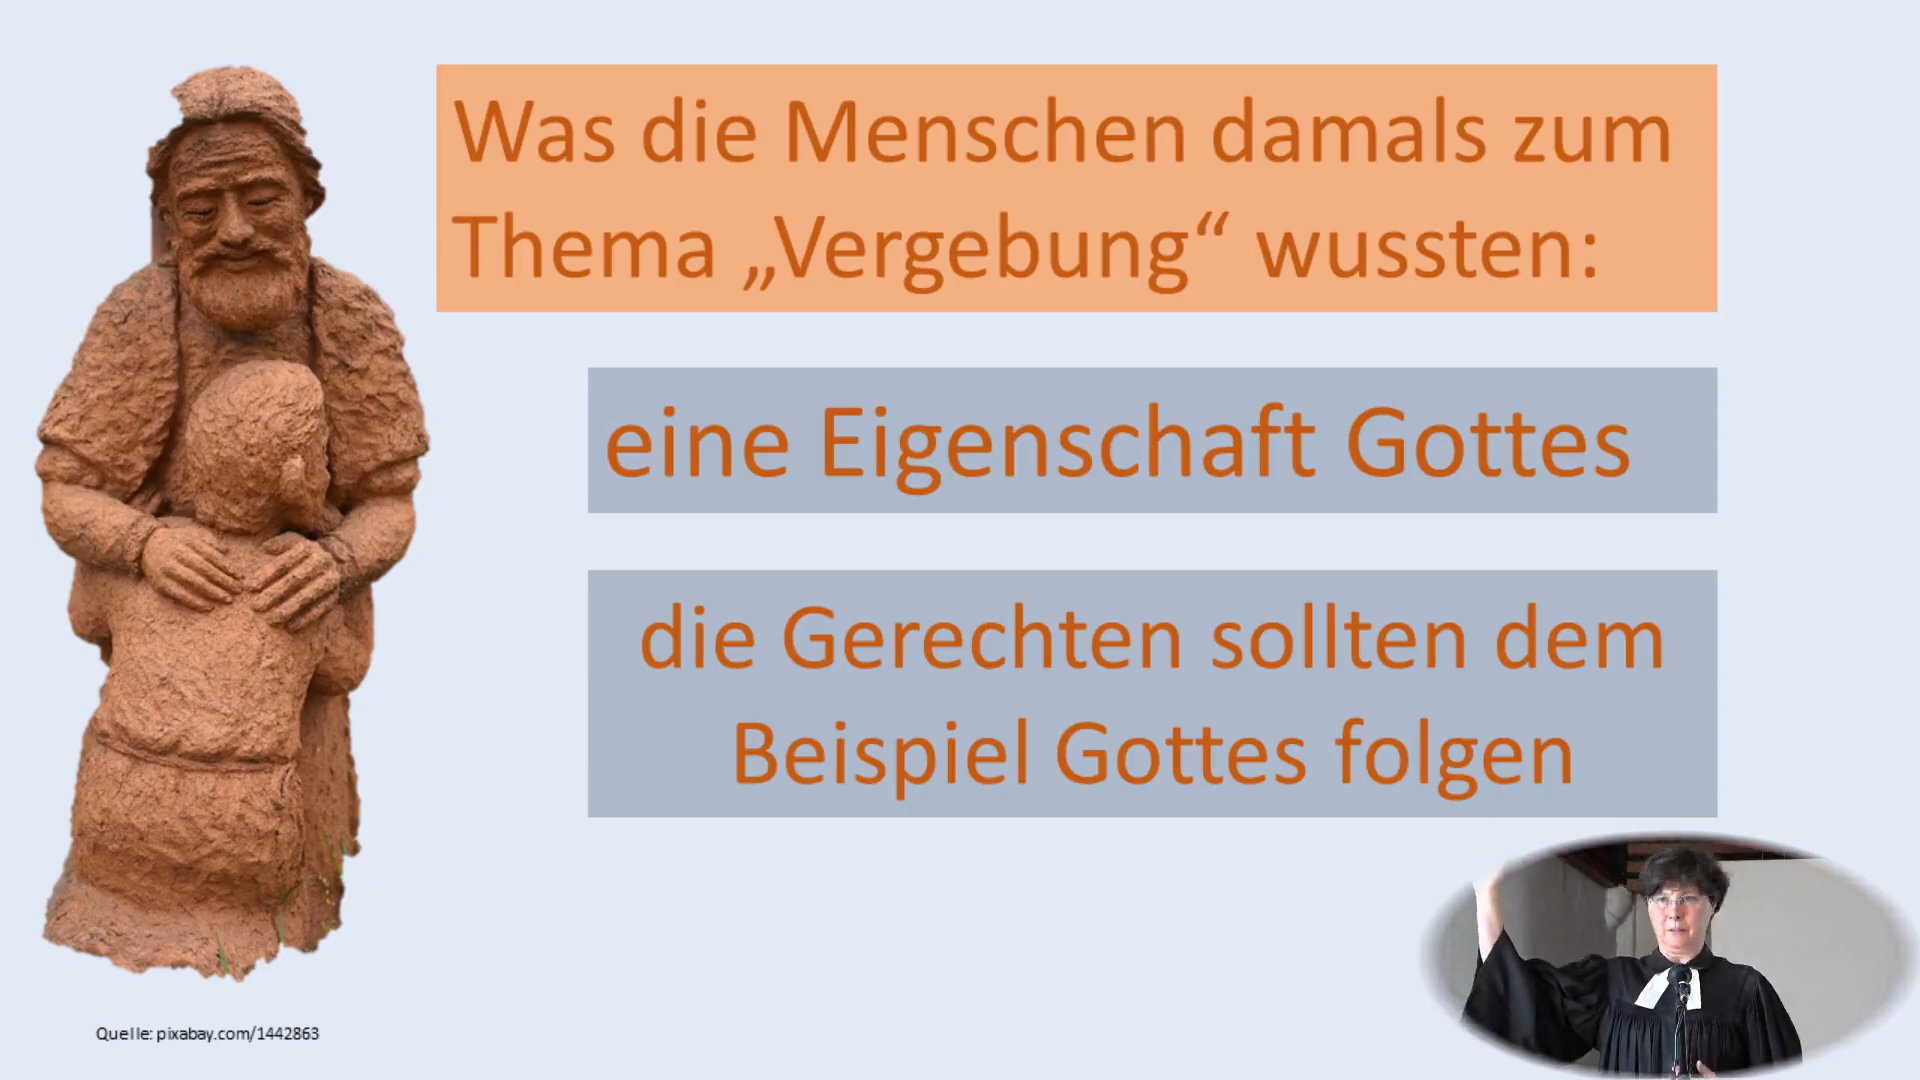 Was die Menschen damals zum
Thema „Vergebung“ wussten:
eine Eigenschaft Gottes
die Gerechten sollten dem
Beispiel Gottes folgen
Quelle: pixabay.com/1442863